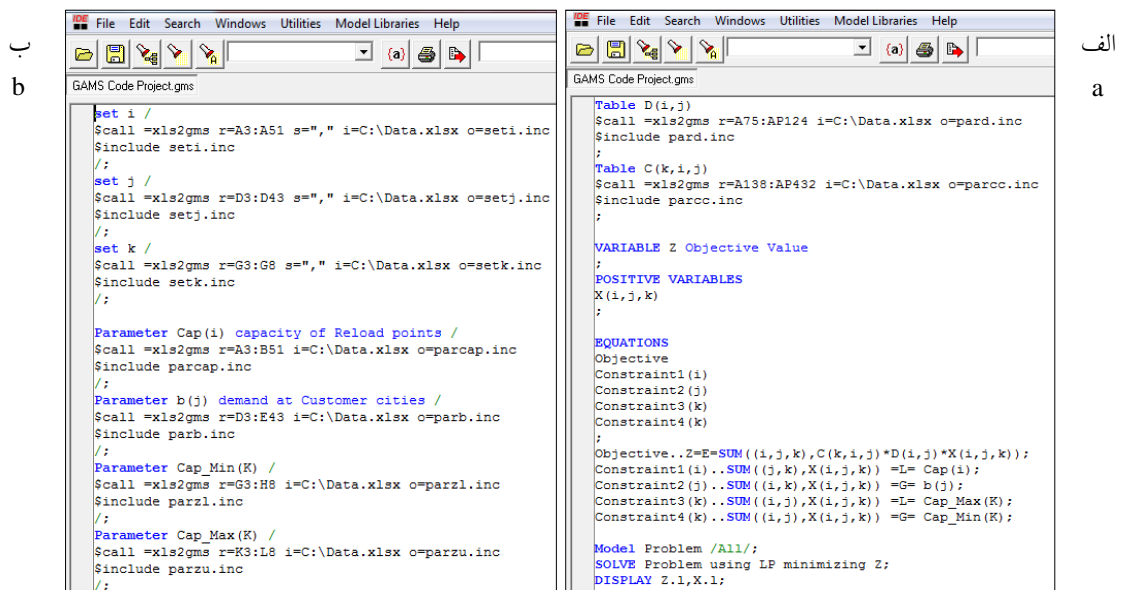 ب
b
IDE File Edit Search Windows Utilities Model Libraries Help
{a}
GAMS Code Project.gms
set i /
$call =xls2gms r=A3:A51 s="," i=C:\Data.xlsx o=seti.inc
$include seti.inc
/;
set j /
$call =xls2gms r=D3:D43 s="," i=C:\Data.xlsx o=setj.inc
$include setj.inc
/;
set k /
$call =xls2gms r=G3:G8 s="," i=C:\Data.xlsx o=setk.inc
$include setk.inc
/;
Parameter Cap(i) capacity of Reload points /
$call =xls2gms r=A3:B51 i=C:\Data.xlsx o=parcap.inc
$include parcap.inc
/;
Parameter b(j) demand at Customer cities /
$call =xls2gms r=D3:E43 i=C:\Data.xlsx o=parb.inc
$include parb.inc
/;
Parameter Cap_Min(K) /
$call =xls2gms r=G3:H8 i=C:\Data.xlsx o=parzl.inc
$include parzl.inc
/;
Parameter Cap_Max(K) /
$call =xls2gms r=K3:L8 i=C:\Data.xlsx o=parzu.inc
$include parzu.inc
/;
الف
a
IDE File Edit Search Windows Utilities Model Libraries Help
{a}
GAMS Code Project.gms
Table D(i,j)
$call =xls2gms r=A75:AP124 i=C:\Data.xlsx o=pard.inc
$include pard.inc
;
Table C(k,i,j)
$call =xls2gms r=A138:AP432 i=C:\Data.xlsx o=parcc.inc
$include parcc.inc
;
VARIABLE Z Objective Value
;
POSITIVE VARIABLES
X(i,j,k)
;
EQUATIONS
Objective
Constraint1(i)
Constraint2(j)
Constraint3(k)
Constraint4(k)
;
Objective..Z=E=SUM((i,j,k),C(k,i,j)*D(i,j)*X(i,j,k));
Constraint1(i)..SUM((j,k),X(i,j,k)) =L= Cap(i);
Constraint2(j)..SUM((i,k),X(i,j,k)) =G= b(j);
Constraint3(k)..SUM((i,j),X(i,j,k)) =L= Cap_Max(K);
Constraint4(k)..SUM((i,j),X(i,j,k)) =G= Cap_Min(K);
Model Problem /All/;
SOLVE Problem using LP minimizing Z;
DISPLAY Z.l,X.l;